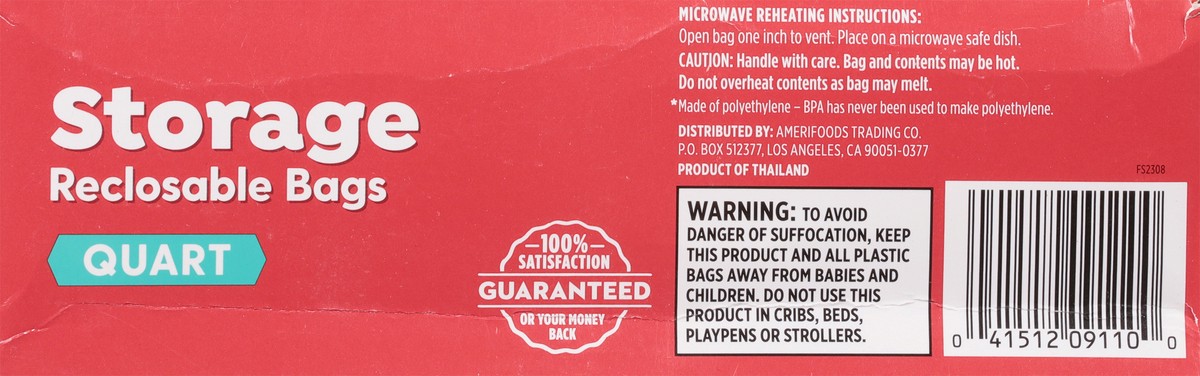 Storage
Reclosable Bags
QUART
100%
SATISFACTION
GUARANTEED
OR YOUR MONEY
BACK
MICROWAVE REHEATING INSTRUCTIONS:
Open bag one inch to vent. Place on a microwave safe dish.
CAUTION: Handle with care. Bag and contents may be hot.
Do not overheat contents as bag may melt.
*Made of polyethylene – BPA has never been used to make polyethylene.
DISTRIBUTED BY: AMERIFOODS TRADING CO.
P.O. BOX 512377, LOS ANGELES, CA 90051-0377
PRODUCT OF THAILAND
FS2308
WARNING: TO AVOID
DANGER OF SUFFOCATION, KEEP
THIS PRODUCT AND ALL PLASTIC
BAGS AWAY FROM BABIES AND
CHILDREN. DO NOT USE THIS
PRODUCT IN CRIBS, BEDS,
PLAYPENS OR STROLLERS.
0 41512 09110 0